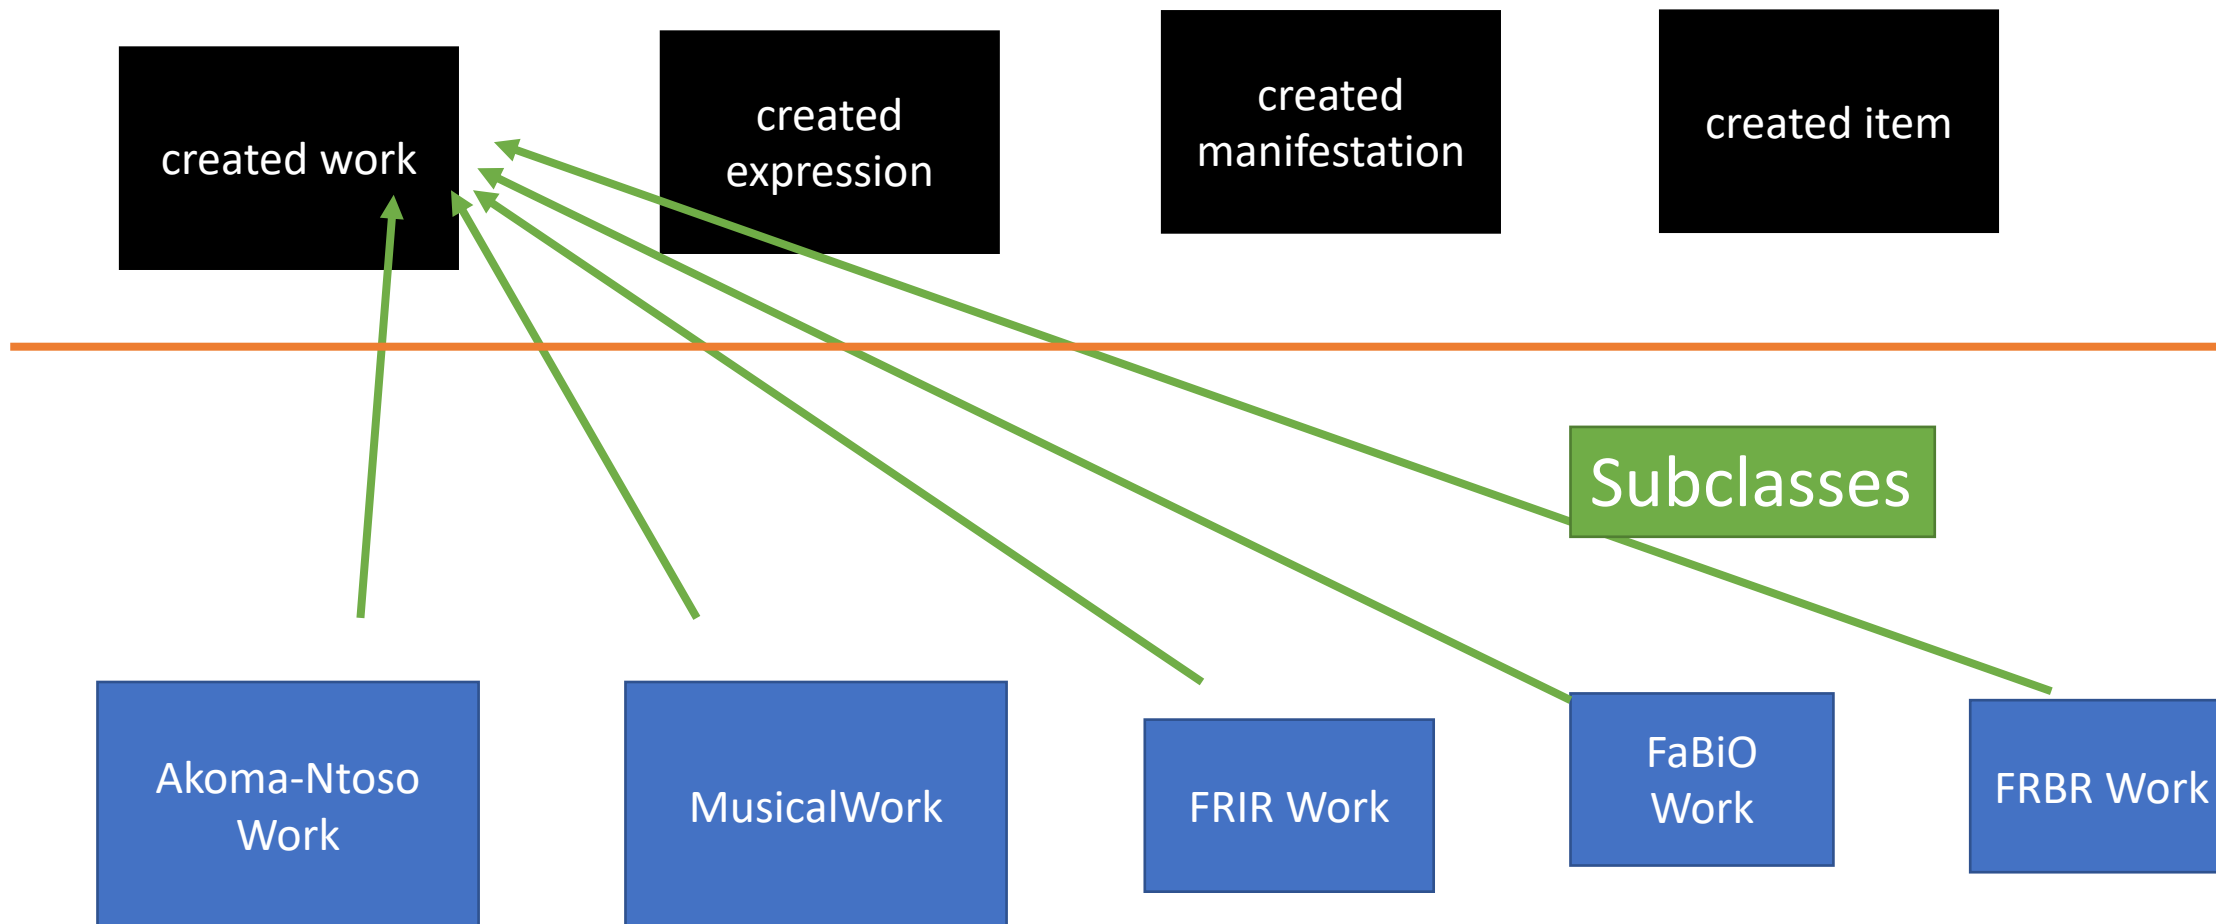 created work
created
expression
created
manifestation
created item
Subclasses
Akoma-Ntoso
Work
MusicalWork
FRIR Work
FaBiO
Work
FRBR Work